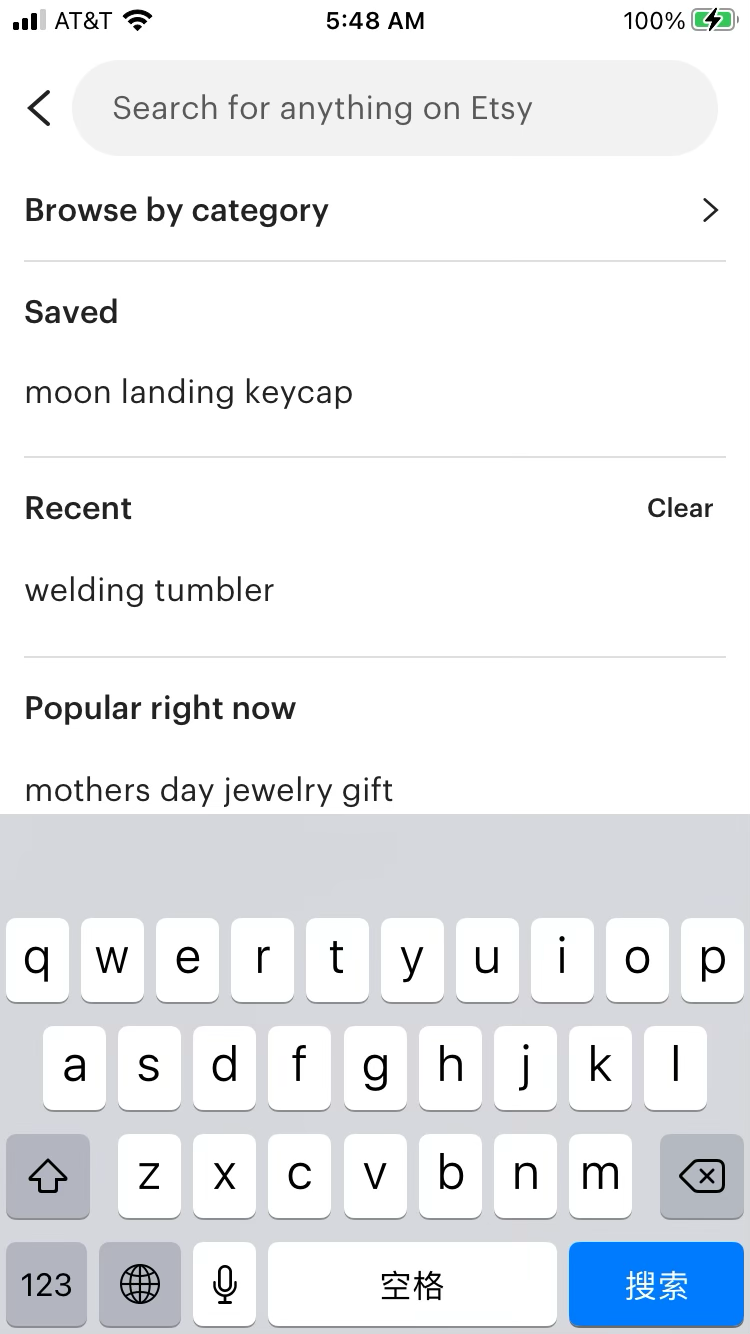 AT&T 5:48 AM 100%
Search for anything on Etsy
Browse by category
Saved
moon landing keycap
Recent Clear
welding tumbler
Popular right now
mothers day jewelry gift
q w e r t y u i o p
a s d f g h j k l
z x c v b n m
123 空格 搜索